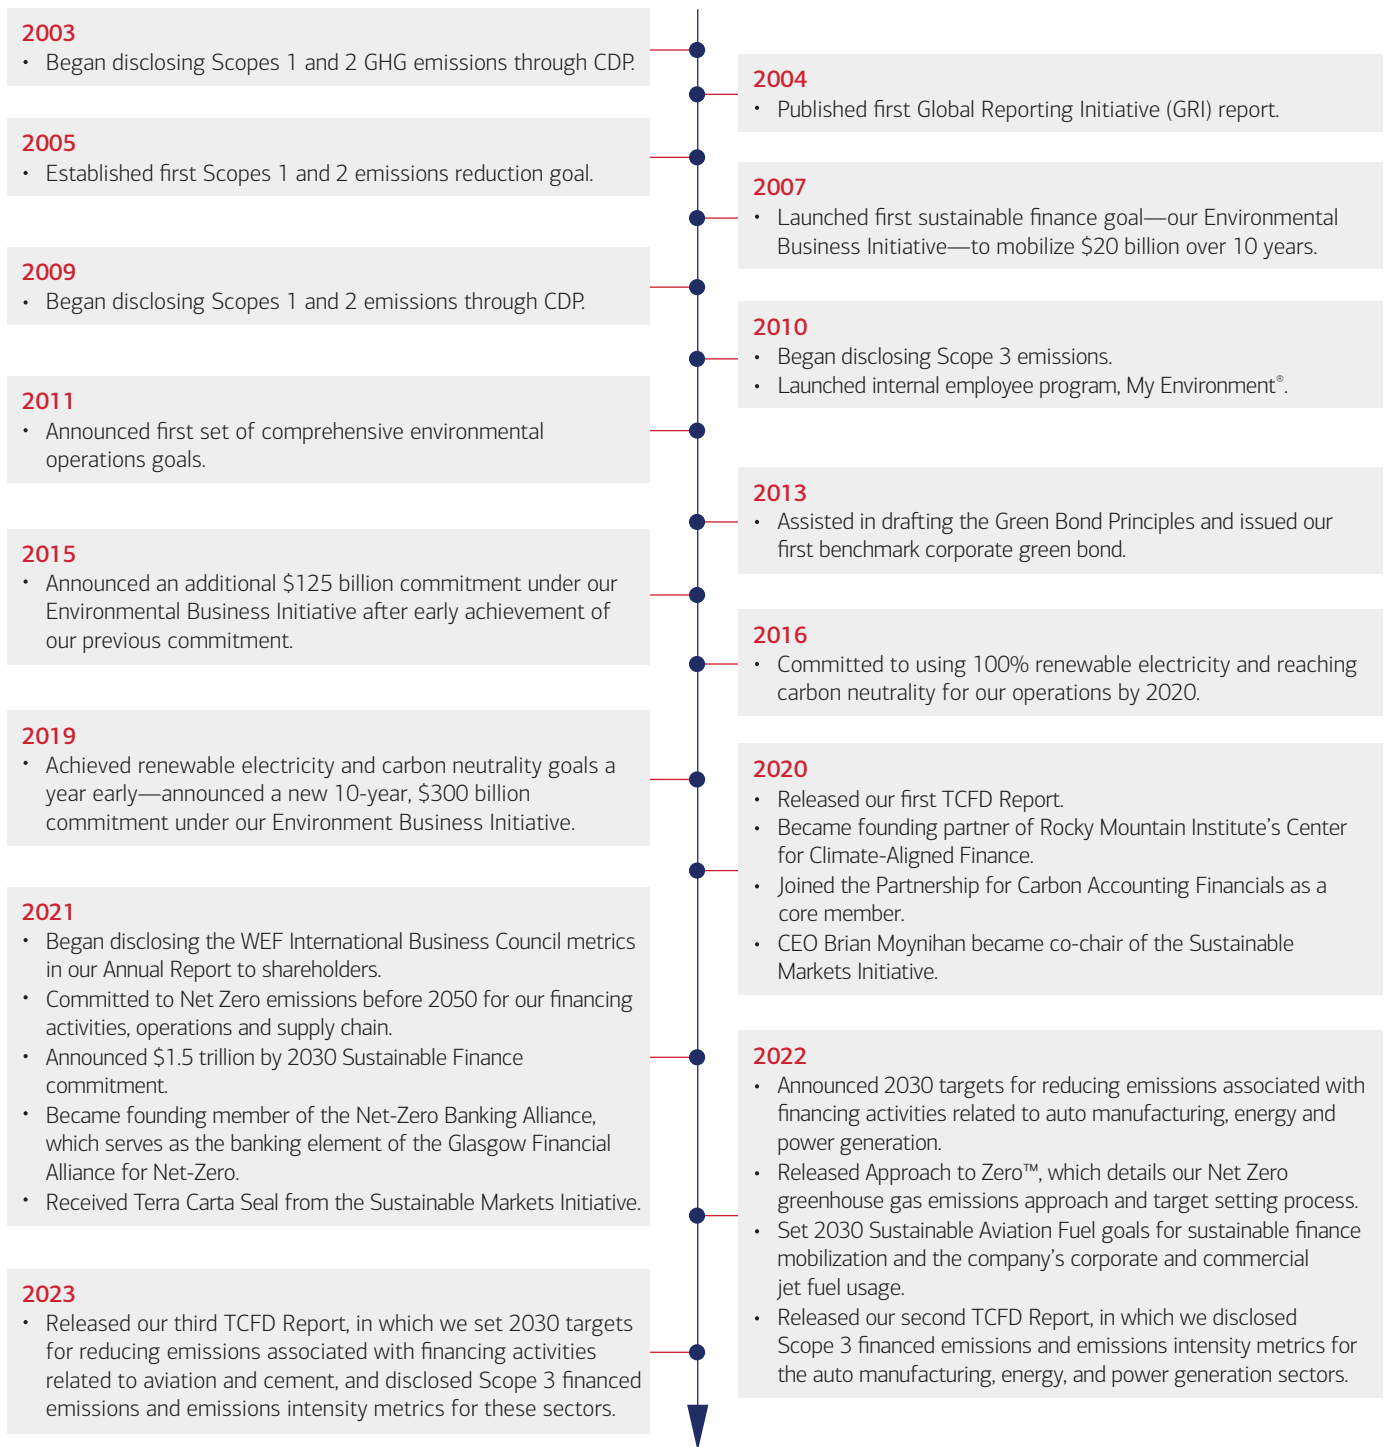 2003
• Began disclosing Scopes 1 and 2 GHG emissions through CDP.
2004
• Published first Global Reporting Initiative (GRI) report.
2005
• Established first Scopes 1 and 2 emissions reduction goal.
2007
• Launched first sustainable finance goal—our Environmental
Business Initiative—to mobilize $20 billion over 10 years.
2009
• Began disclosing Scopes 1 and 2 emissions through CDP.
2010
• Began disclosing Scope 3 emissions.
• Launched internal employee program, My Environment®.
2011
• Announced first set of comprehensive environmental
operations goals.
2013
• Assisted in drafting the Green Bond Principles and issued our
first benchmark corporate green bond.
2015
• Announced an additional $125 billion commitment under our
Environmental Business Initiative after early achievement of
our previous commitment.
2016
• Committed to using 100% renewable electricity and reaching
carbon neutrality for our operations by 2020.
2019
• Achieved renewable electricity and carbon neutrality goals a
year early—announced a new 10-year, $300 billion
commitment under our Environment Business Initiative.
2020
• Released our first TCFD Report.
• Became founding partner of Rocky Mountain Institute's Center
for Climate-Aligned Finance.
• Joined the Partnership for Carbon Accounting Financials as a
core member.
• CEO Brian Moynihan became co-chair of the Sustainable
Markets Initiative.
2021
• Began disclosing the WEF International Business Council metrics
in our Annual Report to shareholders.
• Committed to Net Zero emissions before 2050 for our financing
activities, operations and supply chain.
• Announced $1.5 trillion by 2030 Sustainable Finance
commitment.
• Became founding member of the Net-Zero Banking Alliance,
which serves as the banking element of the Glasgow Financial
Alliance for Net-Zero.
• Received Terra Carta Seal from the Sustainable Markets Initiative.
2022
• Announced 2030 targets for reducing emissions associated with
financing activities related to auto manufacturing, energy and
power generation.
• Released Approach to Zero™, which details our Net Zero
greenhouse gas emissions approach and target setting process.
• Set 2030 Sustainable Aviation Fuel goals for sustainable finance
mobilization and the company's corporate and commercial
jet fuel usage.
• Released our second TCFD Report, in which we disclosed
Scope 3 financed emissions and emissions intensity metrics for
the auto manufacturing, energy, and power generation sectors.
2023
• Released our third TCFD Report, in which we set 2030 targets
for reducing emissions associated with financing activities
related to aviation and cement, and disclosed Scope 3 financed
emissions and emissions intensity metrics for these sectors.